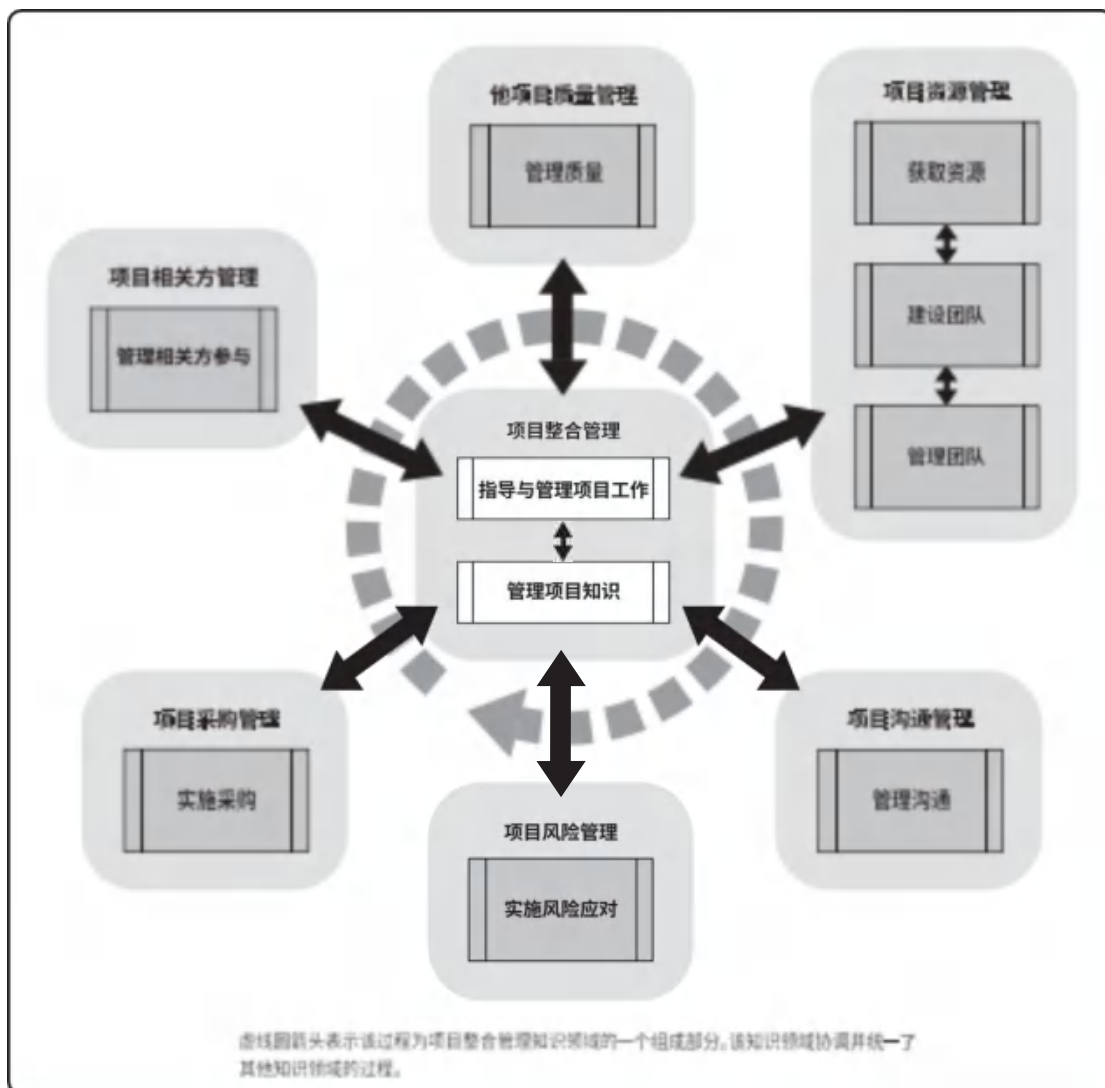 他项目质量管理
管理质量
项目资源管理
获取资源
建设团队
管理团队
项目相关方管理
管理相关方参与
项目整合管理
指导与管理项目工作
管理项目知识
项目采购管理
实施采购
项目风险管理
实施风险应对
项目沟通管理
管理沟通
虚线圆箭头表示该过程为项目整合管理知识领域的一个组成部分。该知识领域协调并统一了
其他知识领域的过程。